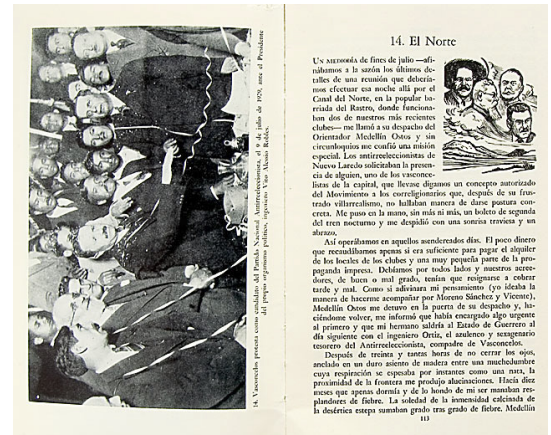 14. Vasconcelos protesta como candidato del Partido Nacional Antirreeleccionista, el 9 de julio de 1929, ante el Presidente
del propio organismo político, ingeniero Vito Alessio Robles.
14. El Norte
UN MEDIODÍA de fines de julio —afi-
nábamos a la sazón los últimos de-
talles de una reunión que debería-
mos efectuar esa noche allá por el
Canal del Norte, en la popular ba-
rriada del Rastro, donde funciona-
ban dos de nuestros más recientes
clubes— me llamó a su despacho del
Orientador Medellín Ostos y sin
circunloquios me confió una misión
especial. Los antirreeleccionistas de
Nuevo Laredo solicitaban la presen-
cia de alguien, uno de los vasconce-
listas de la capital, que llevase digamos un concepto autorizado
del Movimiento a los correligionarios que, después de su frus-
trado villarrealismo, no hallaban manera de darse postura con-
creta. Me puso en la mano, sin más ni más, un boleto de segunda
del tren nocturno y me despidió con una sonrisa traviesa y un
abrazo.
Así operábamos en aquellos asendereados días. El poco dinero
que recaudábamos apenas si era suficiente para pagar el alquiler
de los locales de los clubes y una muy pequeña parte de la pro-
paganda impresa. Debíamos por todos lados y nuestros acree-
dores, de buen o mal grado, tenían que resignarse a cobrar
tarde y mal. Como si adivinara mi pensamiento (yo ideaba la
manera de hacerme acompañar por Moreno Sánchez y Vicente),
Medellín Ostos me detuvo en la puerta de su despacho y, ha-
ciéndome volver, me informó que había encargado algo urgente
al primero y que mi hermano saldría al Estado de Guerrero al
día siguiente con el ingeniero Ortiz, el azulenco y sexagenario
tesorero del Antirreeleccionista, compadre de Vasconcelos.
Después de treinta y tantas horas de no cerrar los ojos,
anclado en un duro asiento de madera entre una muchedumbre
cuya respiración se espesaba por instantes como una nata, la
proximidad de la frontera me produjo alucinaciones. Hacía diez
meses que apenas dormía y de lo hondo de mi ser manaban res-
plandores de fiebre. La soledad de la inmensidad calcinada de
la desértica estepa sumaban grado tras grado de fiebre. Medellín
113